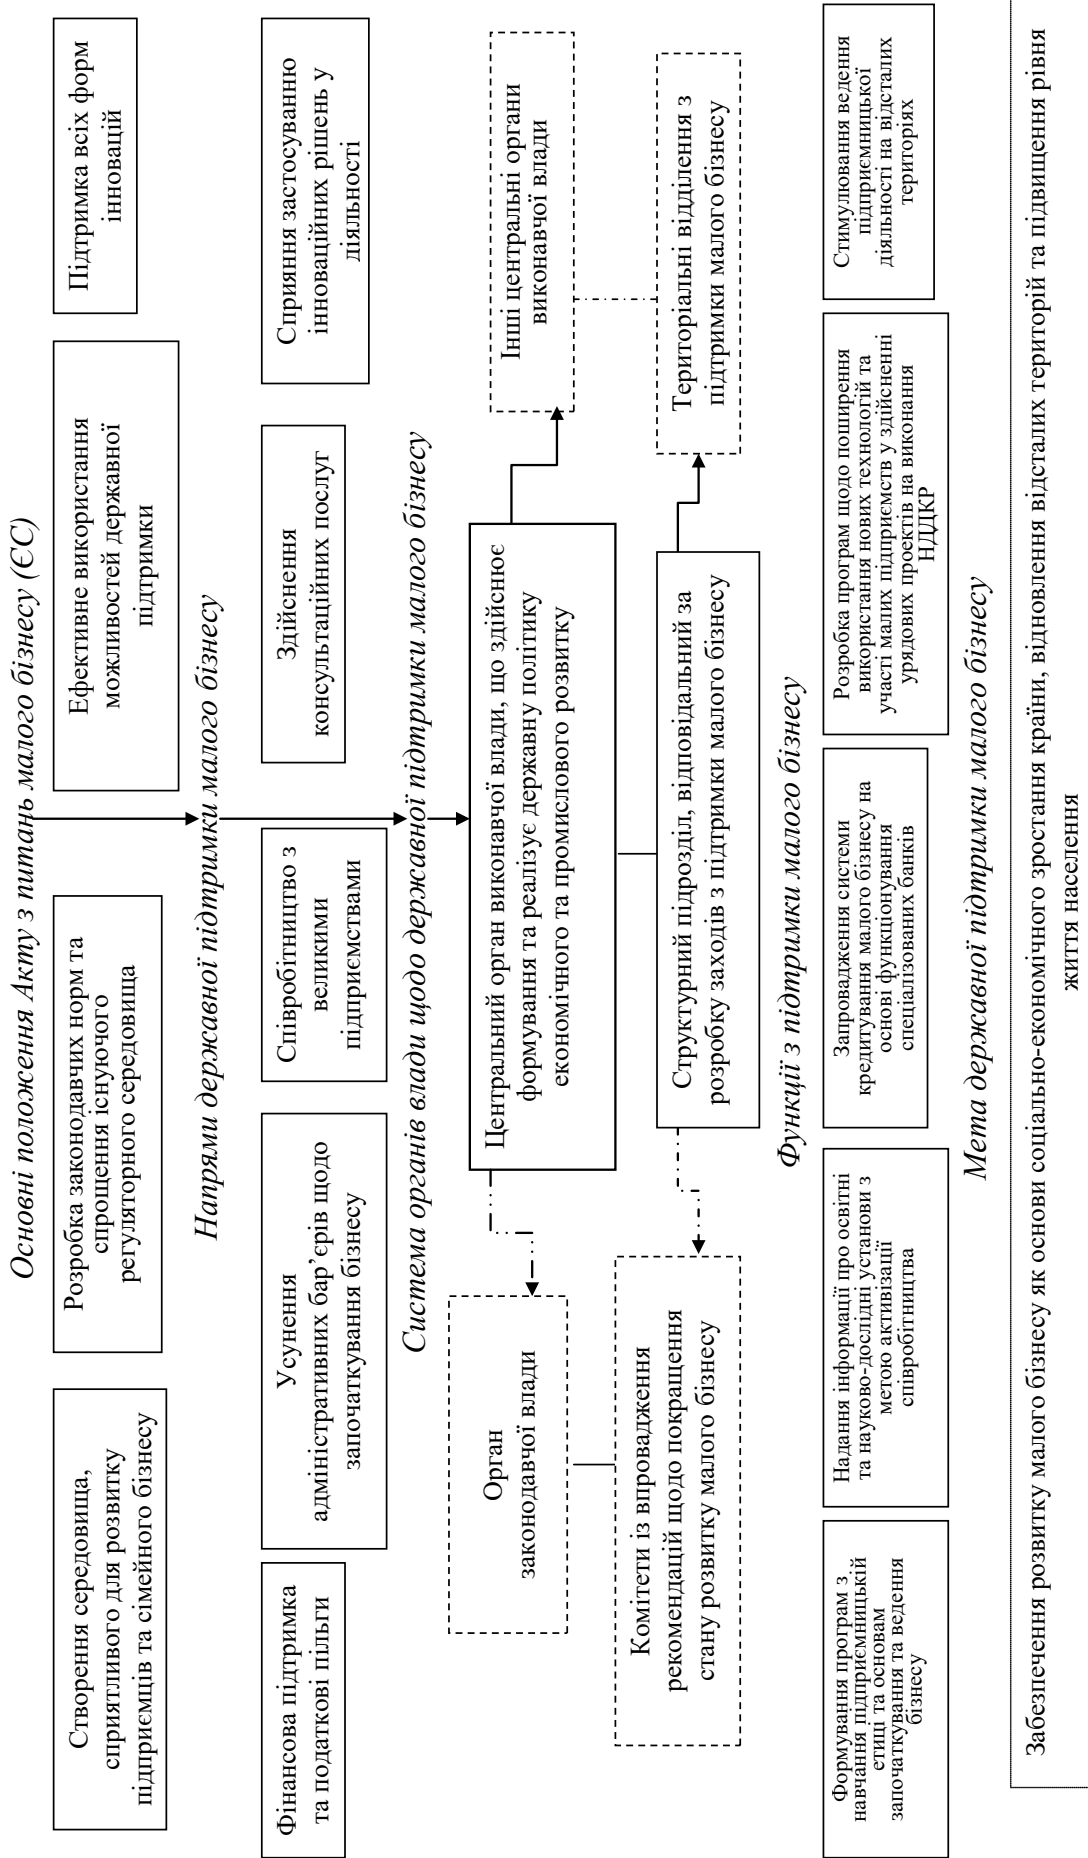 Основні положення Акту з питань малого бізнесу (ЄС)
Створення середовища,
сприятливого для розвитку
підприємців та сімейного бізнесу
Розробка законодавчих норм та
спрощення існуючого
регуляторного середовища
Ефективне використання
можливостей державної
підтримки
Підтримка всіх форм
інновацій
Напрями державної підтримки малого бізнесу
Фінансова підтримка
та податкові пільги
Усунення
адміністративних бар’єрів щодо
започаткування бізнесу
Співробітництво з
великими
підприємствами
Здійснення
консультаційних послуг
Сприяння застосуванню
інноваційних рішень у
діяльності
Система органів влади щодо державної підтримки малого бізнесу
Орган
законодавчої влади
Центральний орган виконавчої влади, що здійснює
формування та реалізує державну політику
економічного та промислового розвитку
Інші центральні органи
виконавчої влади
Комітети із впровадження
рекомендацій щодо покращення
стану розвитку малого бізнесу
Структурний підрозділ, відповідальний за
розробку заходів з підтримки малого бізнесу
Територіальні відділення з
підтримки малого бізнесу
Функції з підтримки малого бізнесу
Формування програм з
навчання підприємницькій
етиці та основам
започаткування та ведення
бізнесу
Надання інформації про освітні
та науково-дослідні установи з
метою активізації
співробітництва
Запровадження системи
кредитування малого бізнесу на
основі функціонування
спеціалізованих банків
Розробка програм щодо поширення
використання нових технологій та
участі малих підприємств у здійсненні
урядових проектів на виконання
НДДКР
Стимулювання ведення
підприємницької
діяльності на відсталих
територіях
Мета державної підтримки малого бізнесу
Забезпечення розвитку малого бізнесу як основи соціально-економічного зростання країни, відновлення відсталих територій та підвищення рівня
життя населення